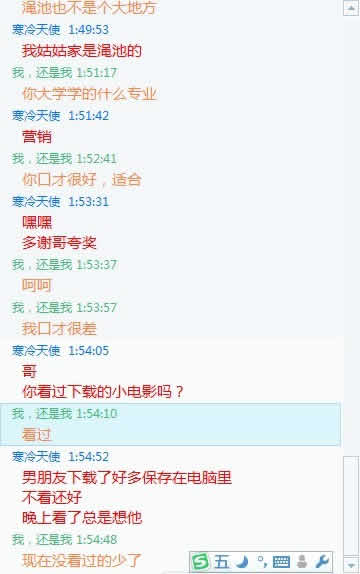 渑池也不是个大地方
寒冷天使 1:49:53
我姑姑家是渑池的
我，还是我 1:51:17
你大学学的什么专业
寒冷天使 1:51:42
营销
我，还是我 1:52:41
你口才很好，适合
寒冷天使 1:53:31
嘿嘿
多谢哥夸奖
我，还是我 1:53:37
呵呵
我，还是我 1:53:57
我口才很差
寒冷天使 1:54:05
哥
你看过下载的小电影吗？
我，还是我 1:54:10
看过
寒冷天使 1:54:52
男朋友下载了好多保存在电脑里
不看还好
晚上看了总是想他
我，还是我 1:54:48
现在没看过的少了
S 五